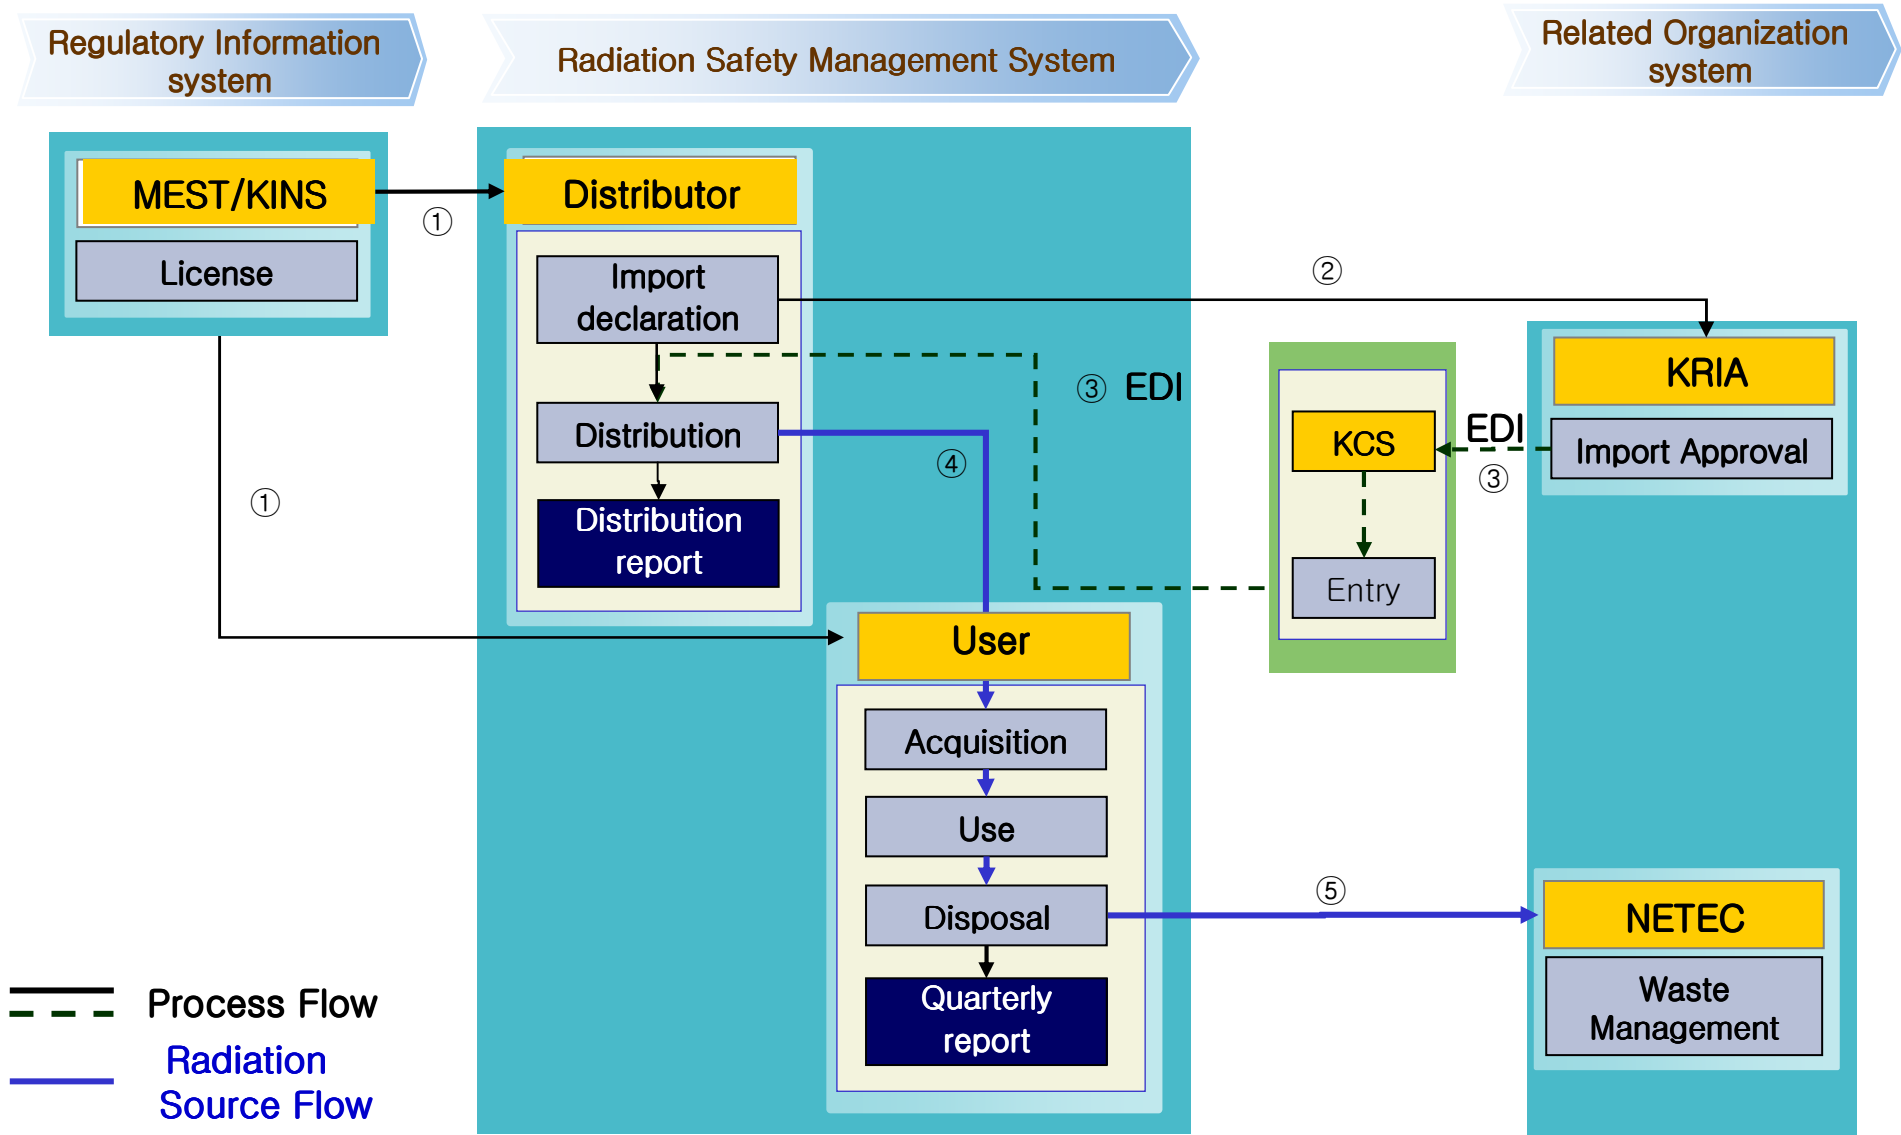 Regulatory Information
system
Radiation Safety Management System
Related Organization
system
MEST/KINS
License
①
①
Distributor
Import
declaration
Distribution
Distribution
report
②
③ EDI
④
KCS
Entry
EDI
③
KRIA
Import Approval
User
Acquisition
Use
Disposal
Quarterly
report
⑤
NETEC
Waste
Management
Process Flow
Radiation
Source Flow